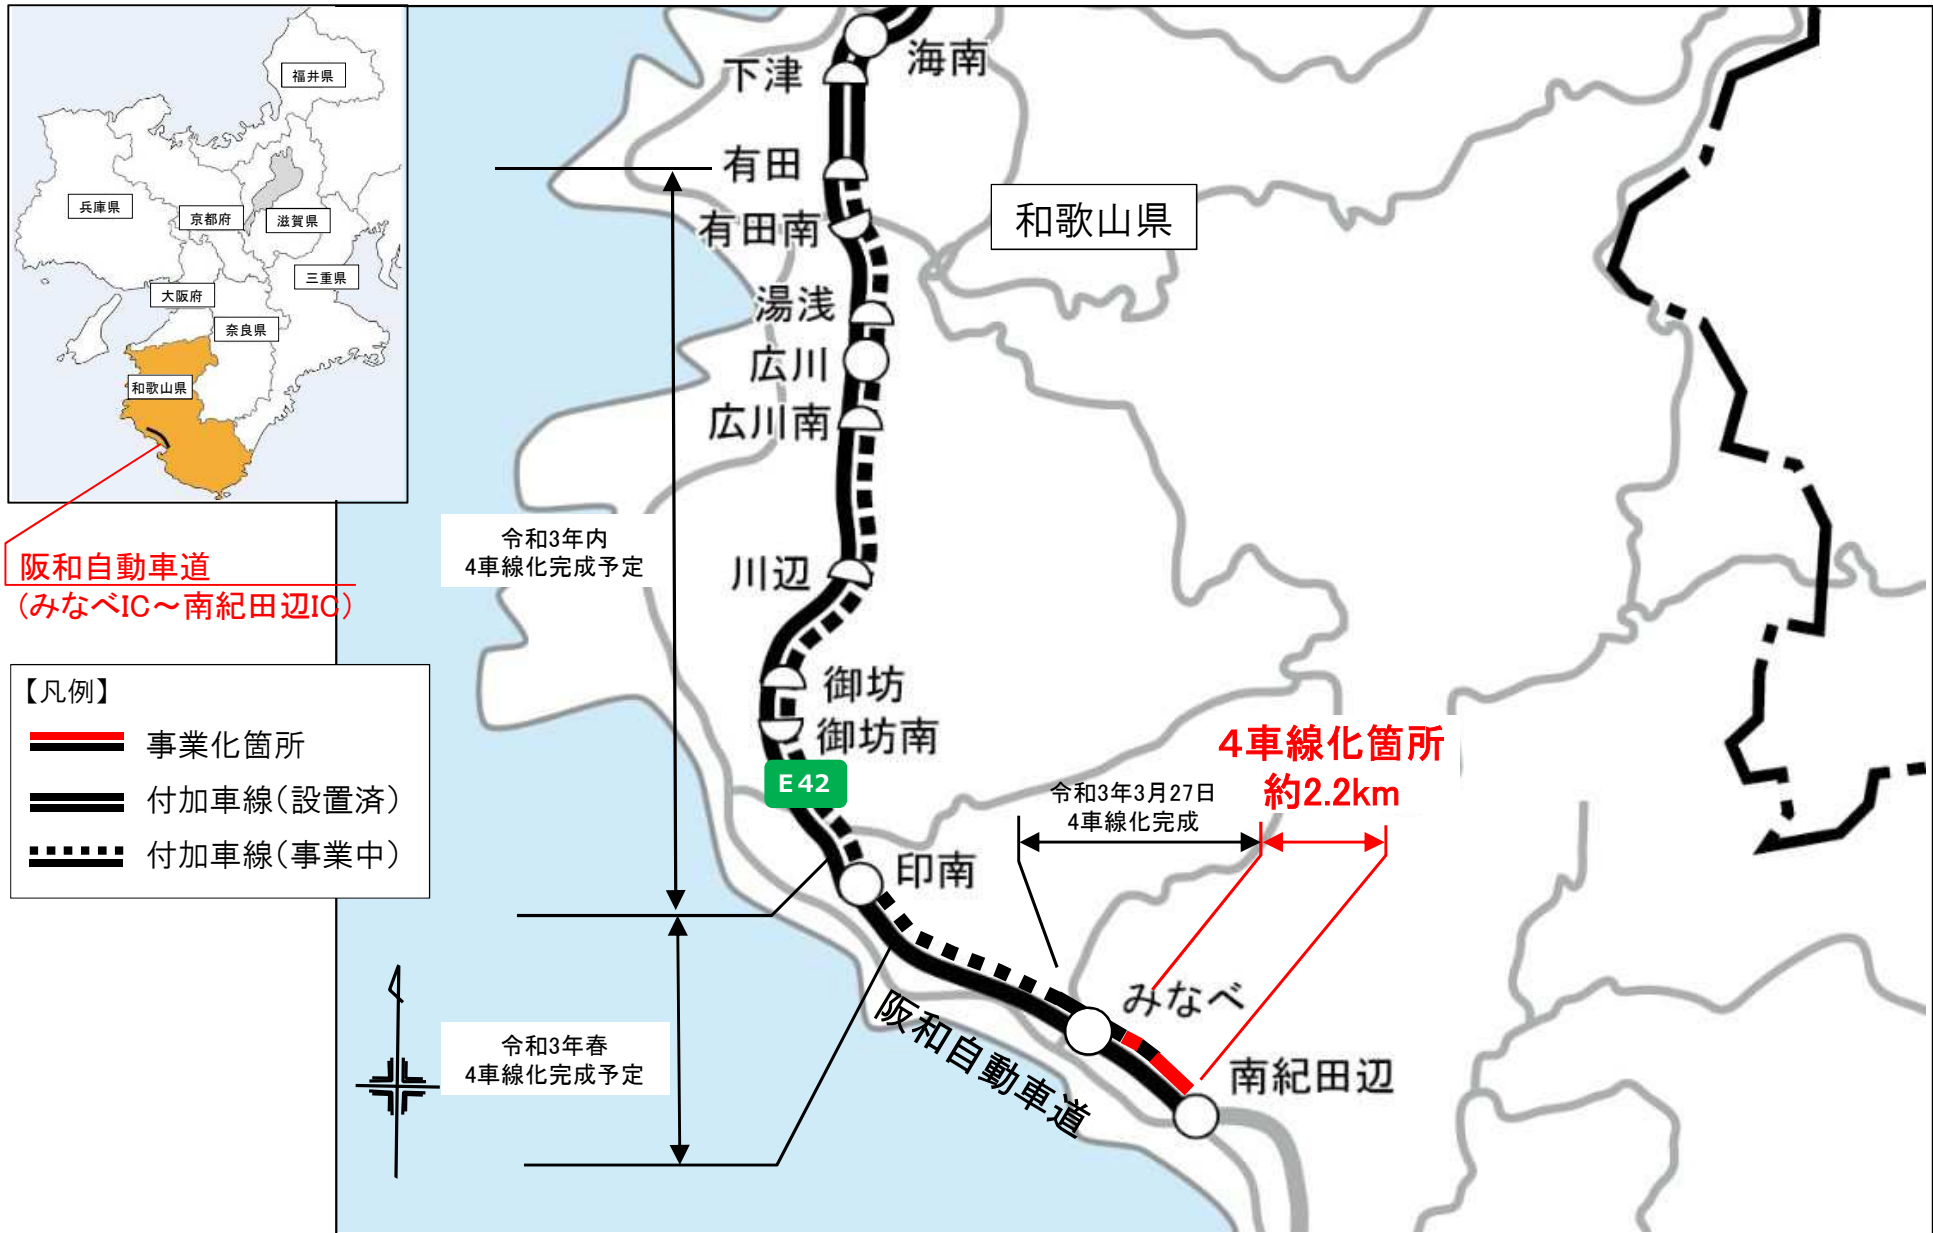 福井県
兵庫県
京都府
滋賀県
三重県
大阪府
奈良県
和歌山県
阪和自動車道
(みなべIC～南紀田辺IC)
【凡例】
事業化箇所
付加車線(設置済)
付加車線(事業中)
海南
下津
有田
有田南
和歌山県
湯浅
広川
広川南
令和3年内
4車線化完成予定
川辺
御坊
御坊南
E42
4車線化箇所
約2.2km
令和3年3月27日
4車線化完成
印南
みなべ
阪和自動車道
令和3年春
4車線化完成予定
南紀田辺